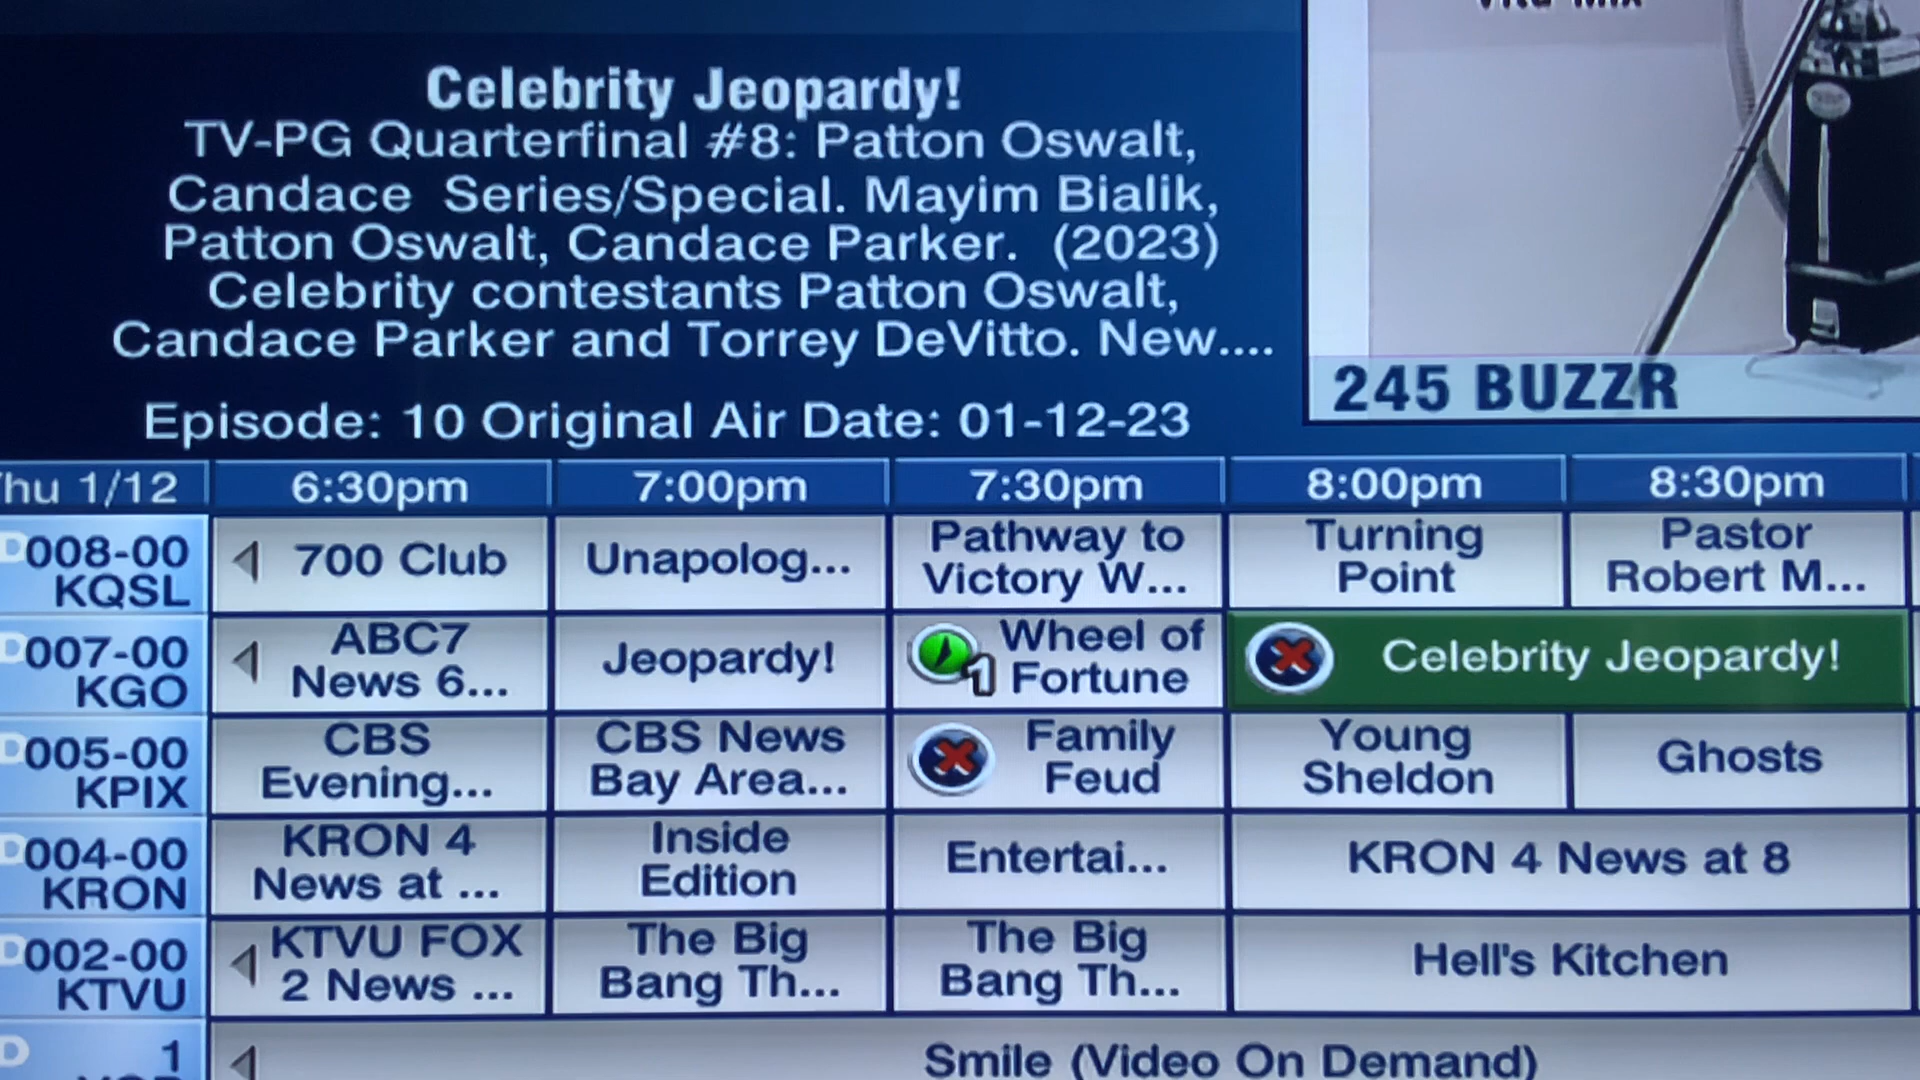 Celebrity Jeopardy!
TV-PG Quarterfinal #8: Patton Oswalt,
Candace Series/Special. Mayim Bialik,
Patton Oswalt, Candace Parker. (2023)
Celebrity contestants Patton Oswalt,
Candace Parker and Torrey DeVitto. New....
Episode: 10 Original Air Date: 01-12-23
245 BUZZR
hu 1/12 6:30pm 7:00pm 7:30pm 8:00pm 8:30pm
D008-00
KQSL
700 Club
Unapolog...
Pathway to
Victory W...
Turning
Point
Pastor
Robert M...
D007-00
KGO
ABC7
News 6...
Jeopardy!
1
Wheel of
Fortune
Celebrity Jeopardy!
D005-00
KPIX
CBS
Evening...
CBS News
Bay Area...
Family
Feud
Young
Sheldon
Ghosts
D004-00
KRON
KRON 4
News at ...
Inside
Edition
Entertai...
KRON 4 News at 8
D002-00
KTVU
KTVU FOX
2 News ...
The Big
Bang Th...
The Big
Bang Th...
Hell's Kitchen
D 1
Smile (Video On Demand)